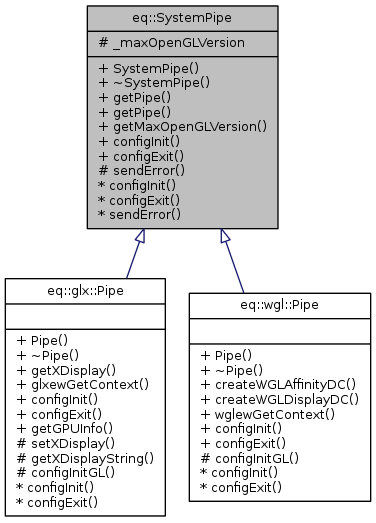 eq::SystemPipe
# _maxOpenGLVersion
+ SystemPipe()
+ ~SystemPipe()
+ getPipe()
+ getPipe()
+ getMaxOpenGLVersion()
+ configInit()
+ configExit()
# sendError()
* configInit()
* configExit()
* sendError()
eq::glx::Pipe
+ Pipe()
+ ~Pipe()
+ getXDisplay()
+ glxewGetContext()
+ configInit()
+ configExit()
+ getGPUInfo()
# setXDisplay()
# getXDisplayString()
# configInitGL()
* configInit()
* configExit()
eq::wgl::Pipe
+ Pipe()
+ ~Pipe()
+ createWGLAffinityDC()
+ createWGLDisplayDC()
+ wglewGetContext()
+ configInit()
+ configExit()
# configInitGL()
* configInit()
* configExit()